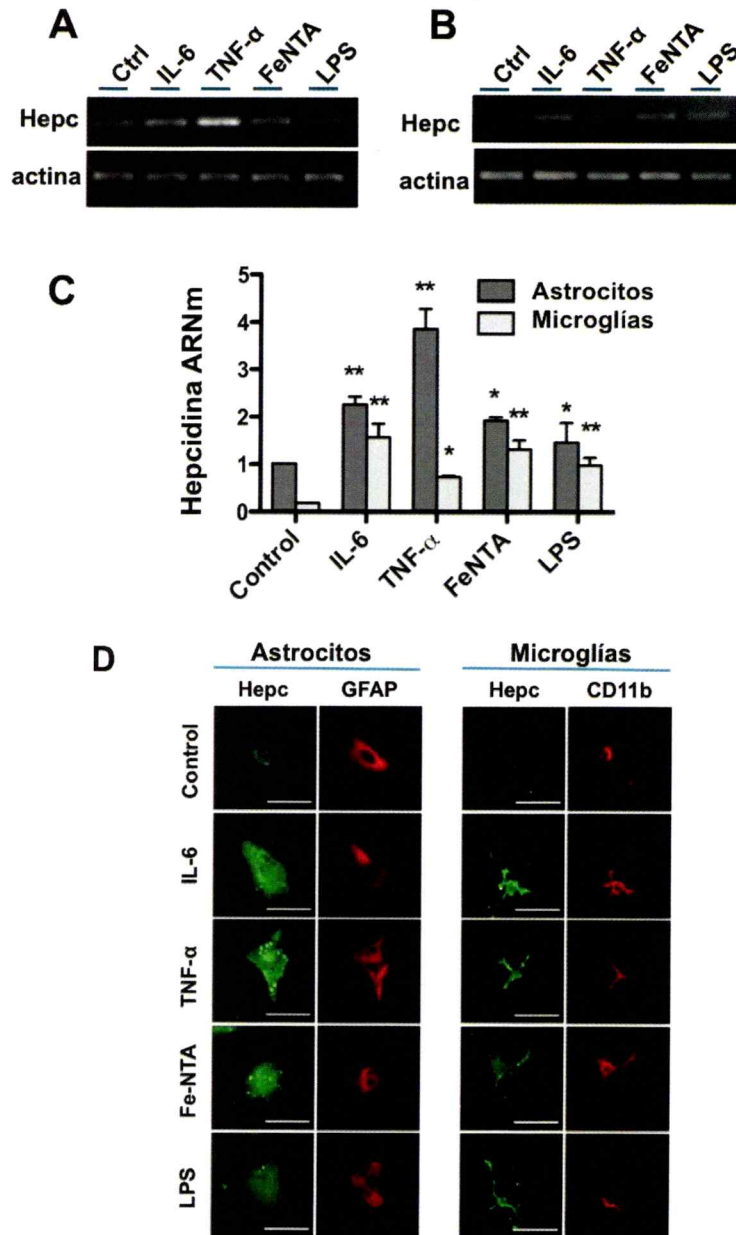 A
Ctrl IL-6 TNF-α FeNTA LPS
Hepc
actina
B
Ctrl IL-6 TNF-α FeNTA LPS
Hepc
actina
C
Hepcidina ARNm
5
4
3
2
1
0
Astrocitos
Microglías
** ** ** * * ** * **
Control IL-6 TNF-α FeNTA LPS
D
Astrocitos Microglías
Hepc GFAP Hepc CD11b
Control
IL-6
TNF-α
Fe-NTA
LPS